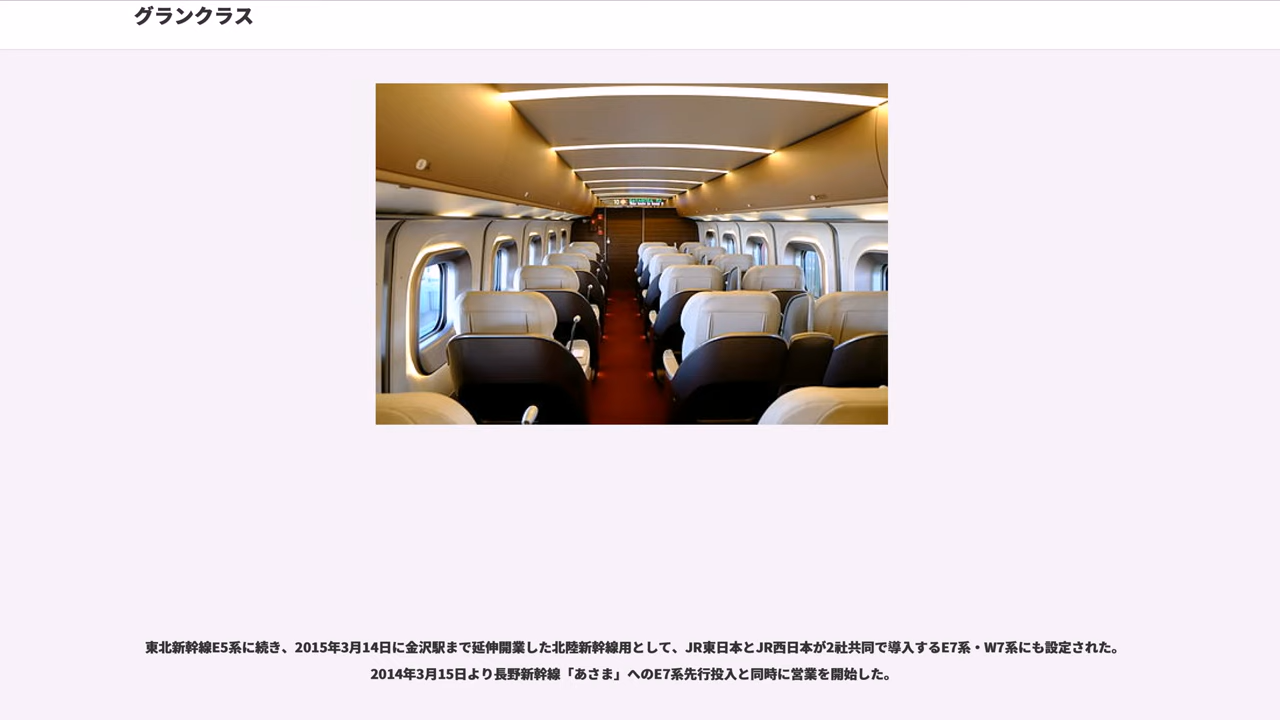 グランクラス
東北新幹線E5系に続き、2015年3月14日に金沢駅まで延伸開業した北陸新幹線用として、JR東日本とJR西日本が2社共同で導入するE7系・W7系にも設定された。
2014年3月15日より長野新幹線「あさま」へのE7系先行投入と同時に営業を開始した。